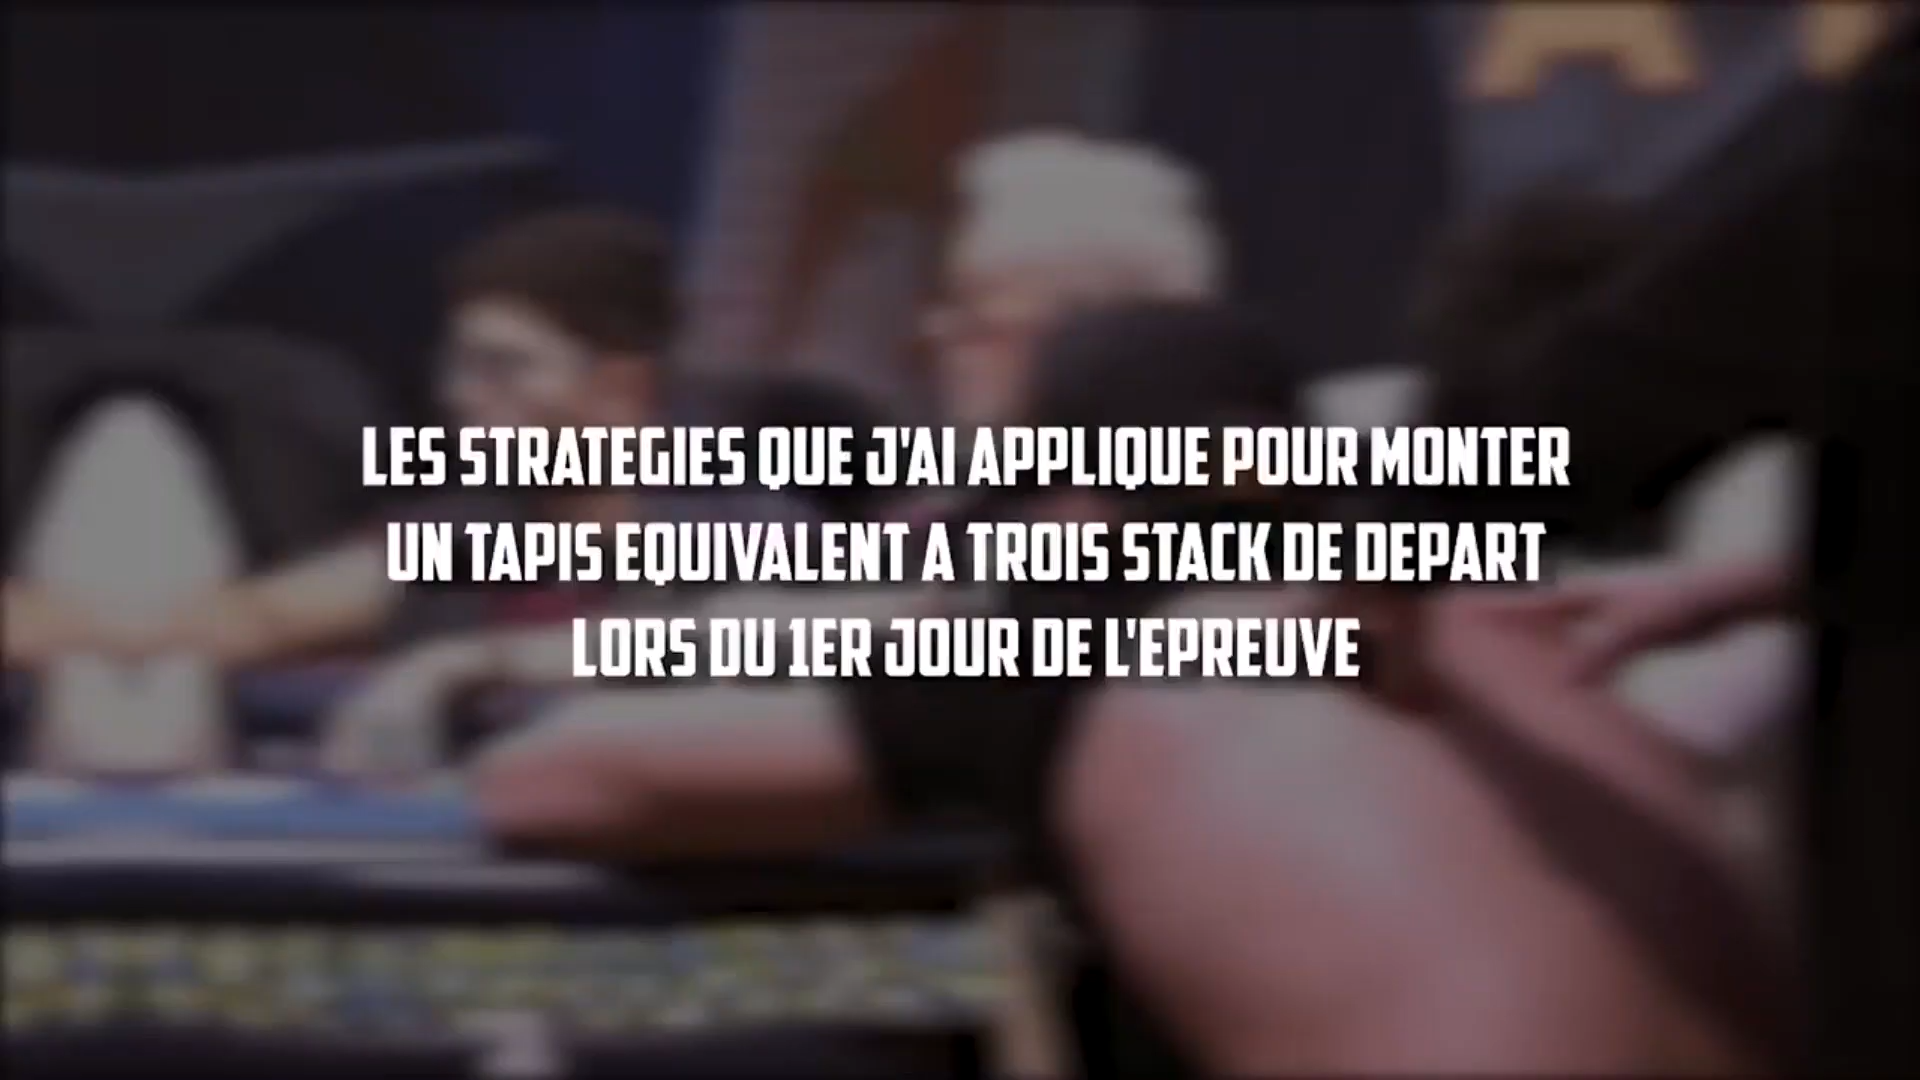 LES STRATEGIES QUE J'AI APPLIQUE POUR MONTER
UN TAPIS EQUIVALENT A TROIS STACK DE DEPART
LORS DU 1ER JOUR DE L'EPREUVE